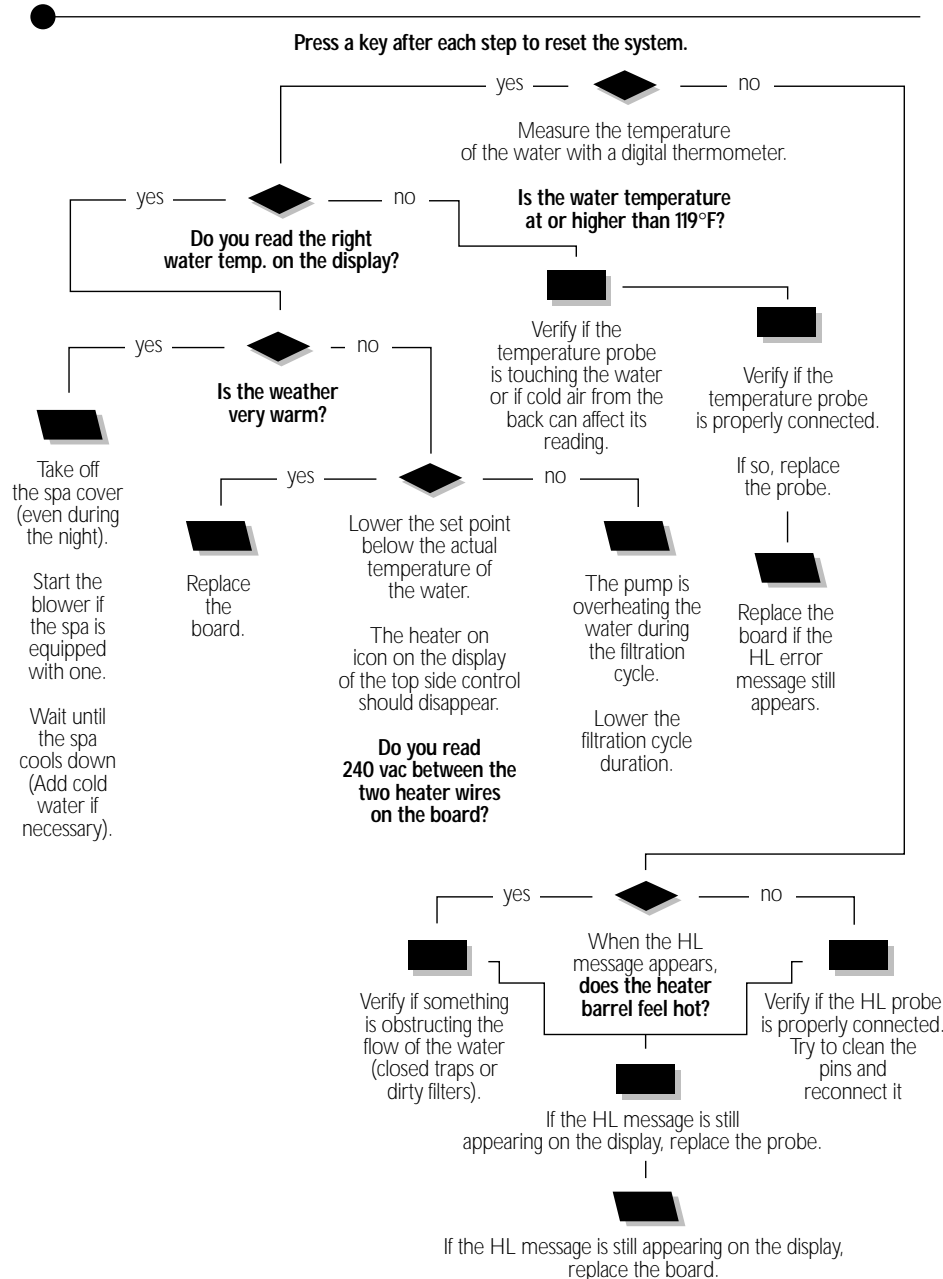 Press a key after each step to reset the system.
yes
no
Measure the temperature
of the water with a digital thermometer.
Is the water temperature
at or higher than 119°F?
yes
no
Do you read the right
water temp. on the display?
Verify if the
temperature probe
is touching the water
or if cold air from the
back can affect its
reading.
Verify if the
temperature probe
is properly connected.
If so, replace
the probe.
Replace the
board if the
HL error
message still
appears.
yes
no
Is the weather
very warm?
Take off
the spa cover
(even during
the night).
Start the
blower if
the spa is
equipped
with one.
Wait until
the spa
cools down
(Add cold
water if
necessary).
yes
no
Replace
the
board.
Lower the set point
below the actual
temperature of
the water.
The heater on
icon on the display
of the top side control
should disappear.
Do you read
240 vac between the
two heater wires
on the board?
The pump is
overheating the
water during
the filtration
cycle.
Lower the
filtration cycle
duration.
yes
no
When the HL
message appears,
does the heater
barrel feel hot?
Verify if something
is obstructing the
flow of the water
(closed traps or
dirty filters).
Verify if the HL probe
is properly connected.
Try to clean the
pins and
reconnect it
If the HL message is still
appearing on the display, replace the probe.
If the HL message is still appearing on the display,
replace the board.